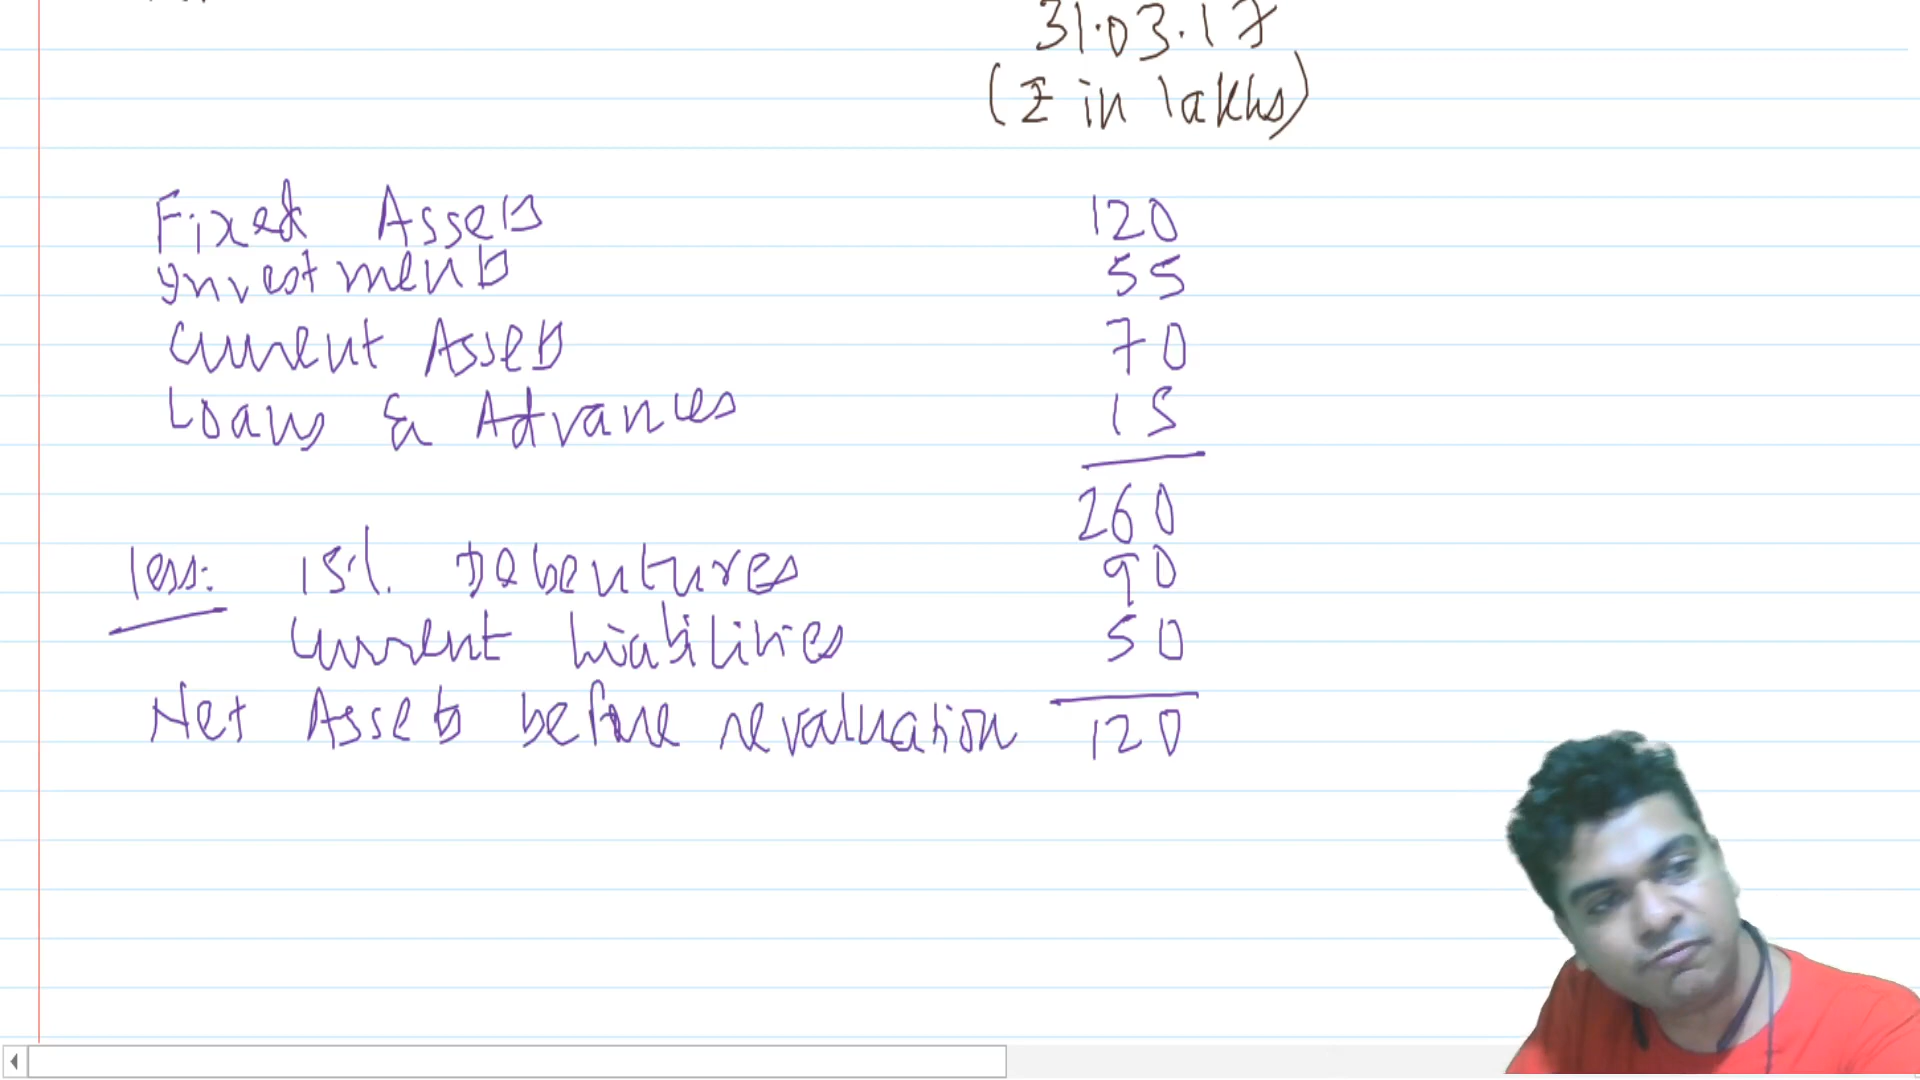 31.03.17
(₹ in lakhs)
Fixed Assets 120
Investments 55
Current Assets 70
Loans & Advances 15
260
less: 15%. Debentures 90
Current Liabilities 50
Net Assets before revaluation 120